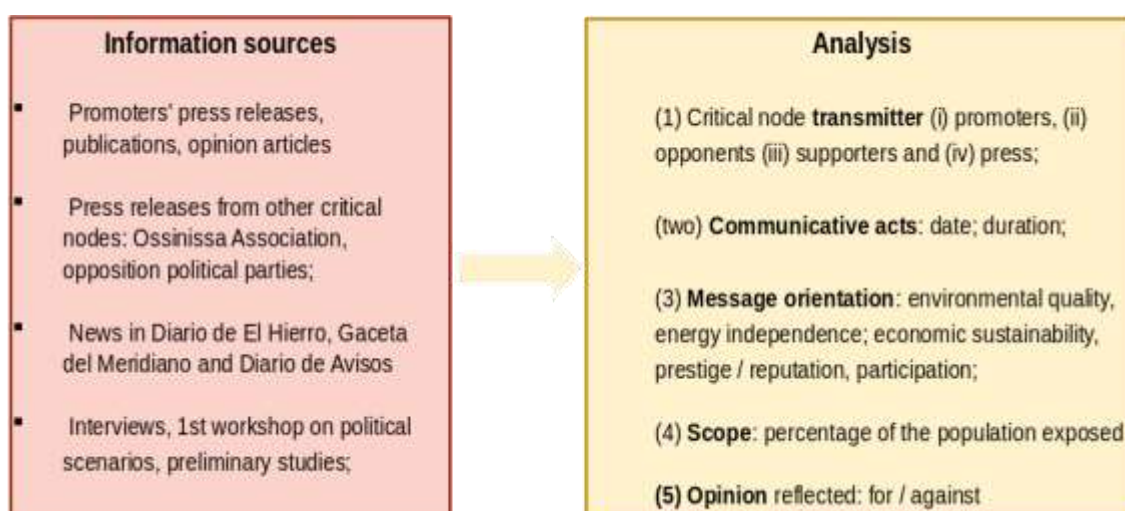 Information sources
▪ Promoters' press releases,
publications, opinion articles
▪ Press releases from other critical
nodes: Ossinissa Association,
opposition political parties;
▪ News in Diario de El Hierro, Gaceta
del Meridiano and Diario de Avisos
▪ Interviews, 1st workshop on political
scenarios, preliminary studies;
Analysis
(1) Critical node transmitter (i) promoters, (ii)
opponents (iii) supporters and (iv) press;
(two) Communicative acts: date; duration;
(3) Message orientation: environmental quality,
energy independence; economic sustainability,
prestige / reputation, participation;
(4) Scope: percentage of the population exposed
(5) Opinion reflected: for / against